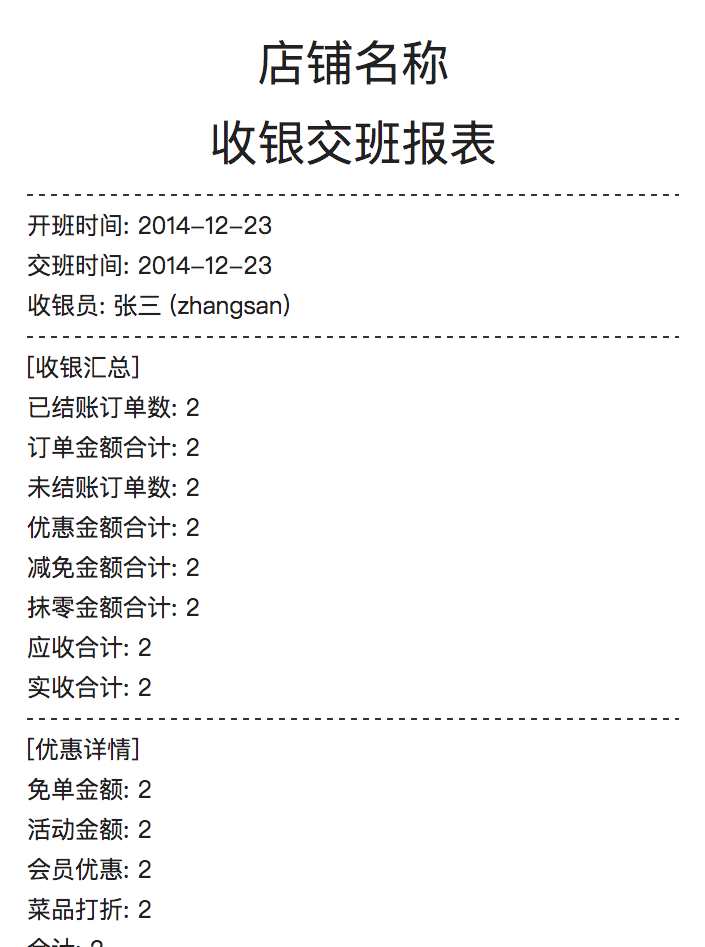 店铺名称
收银交班报表
开班时间: 2014–12–23
交班时间: 2014–12–23
收银员: 张三 (zhangsan)
[收银汇总]
已结账订单数: 2
订单金额合计: 2
未结账订单数: 2
优惠金额合计: 2
减免金额合计: 2
抹零金额合计: 2
应收合计: 2
实收合计: 2
[优惠详情]
免单金额: 2
活动金额: 2
会员优惠: 2
菜品打折: 2
合计: 2